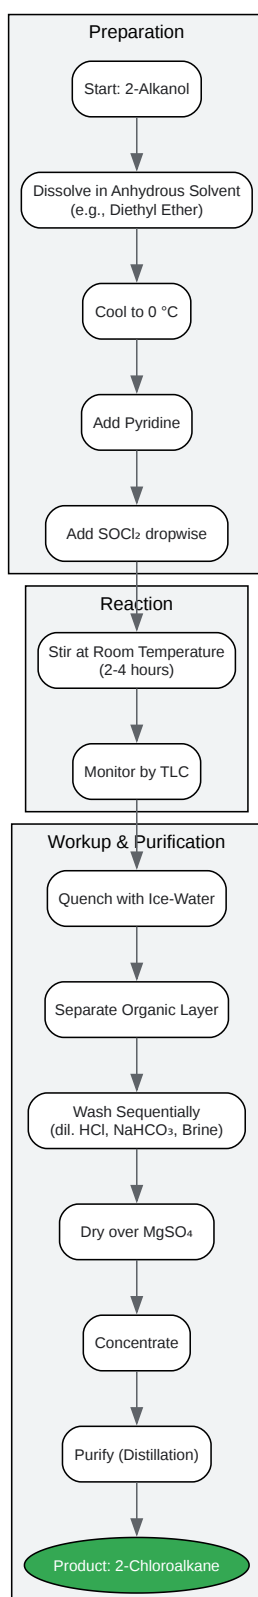 Preparation
Start: 2-Alkanol
Dissolve in Anhydrous Solvent
(e.g., Diethyl Ether)
Cool to 0 °C
Add Pyridine
Add SOCl₂ dropwise
Reaction
Stir at Room Temperature
(2-4 hours)
Monitor by TLC
Workup & Purification
Quench with Ice-Water
Separate Organic Layer
Wash Sequentially
(dil. HCl, NaHCO₃, Brine)
Dry over MgSO₄
Concentrate
Purify (Distillation)
Product: 2-Chloroalkane